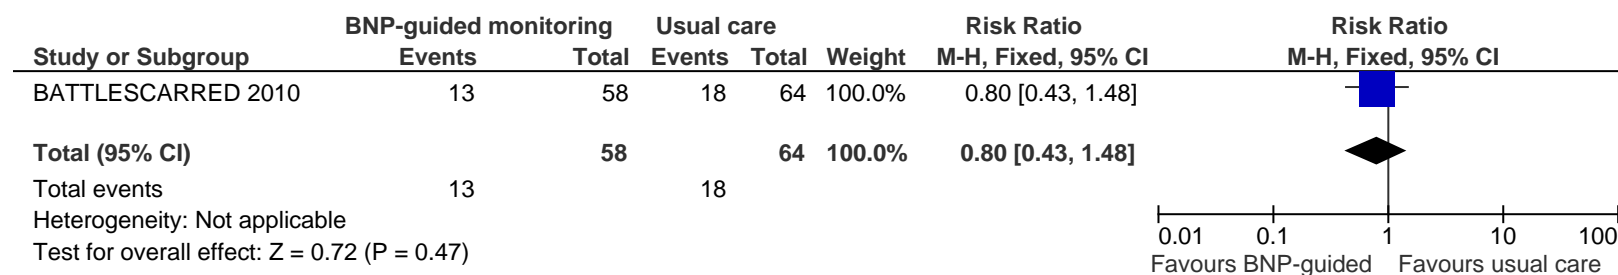 BNP-guided monitoring Usual care Risk Ratio Risk Ratio
Study or Subgroup Events Total Events Total Weight M-H, Fixed, 95% CI M-H, Fixed, 95% CI
BATTLESCARRED 2010 13 58 18 64 100.0% 0.80 [0.43, 1.48]
Total (95% CI) 58 64 100.0% 0.80 [0.43, 1.48]
Total events 13 18
Heterogeneity: Not applicable
Test for overall effect: Z = 0.72 (P = 0.47)
0.01 0.1 1 10 100
Favours BNP-guided Favours usual care